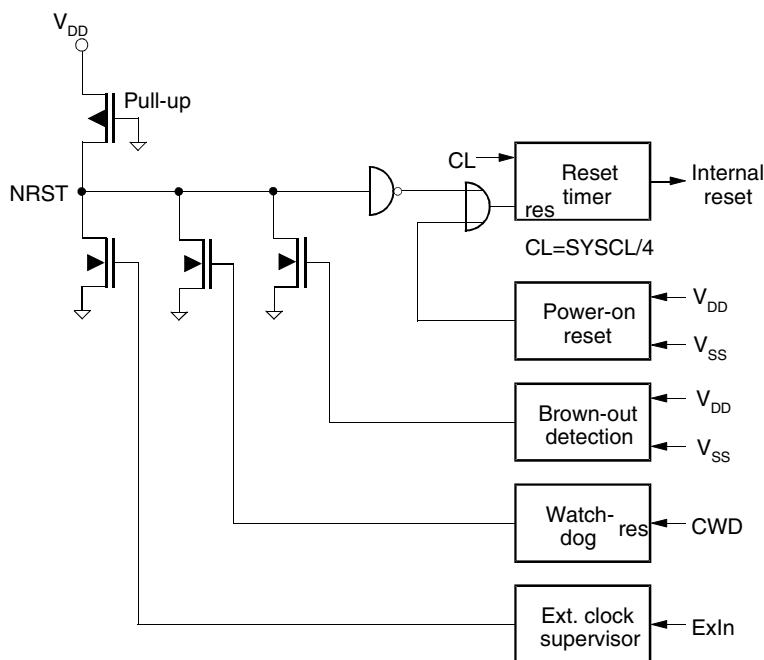 VDD
Pull-up
NRST
CL
Reset
timer
res
Internal
reset
CL=SYSCL/4
Power-on
reset
VDD
VSS
Brown-out
detection
VDD
VSS
Watch-
dog
res
CWD
Ext. clock
supervisor
ExIn